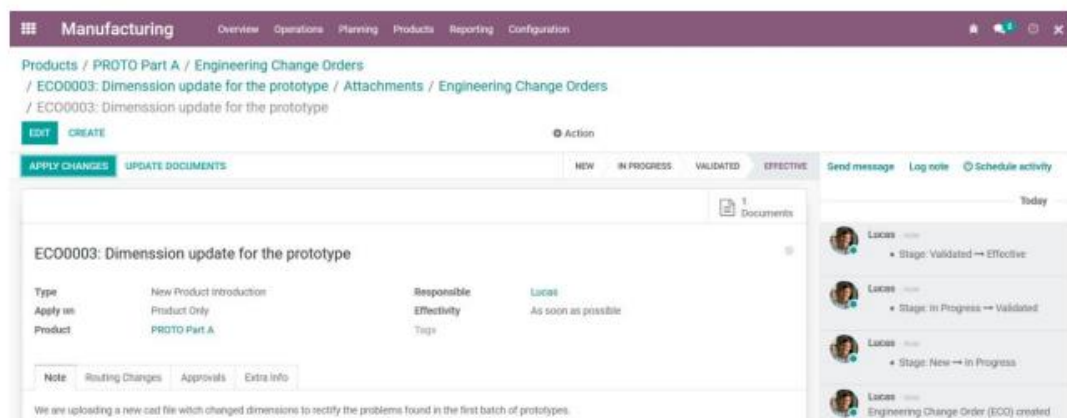 Manufacturing Overview Operations Planning Products Reporting Configuration
Products / PROTO Part A / Engineering Change Orders
/ ECO0003: Dimenssion update for the prototype / Attachments / Engineering Change Orders
/ ECO0003: Dimenssion update for the prototype
EDIT CREATE Action
APPLY CHANGES UPDATE DOCUMENTS NEW IN PROGRESS VALIDATED EFFECTIVE
1
Documents
ECO0003: Dimenssion update for the prototype
Type New Product Introduction Responsible Lucas
Apply on Product Only Effectivity As soon as possible
Product PROTO Part A Tags
Note Routing Changes Approvals Extra Info
We are uploading a new cad file witch changed dimensions to rectify the problems found in the first batch of prototypes.
Send message Log note Schedule activity
Today
Lucas
Stage: Validated → Effective
Lucas
Stage: In Progress → Validated
Lucas
Stage: New → In Progress
Lucas
Engineering Change Order (ECO) created